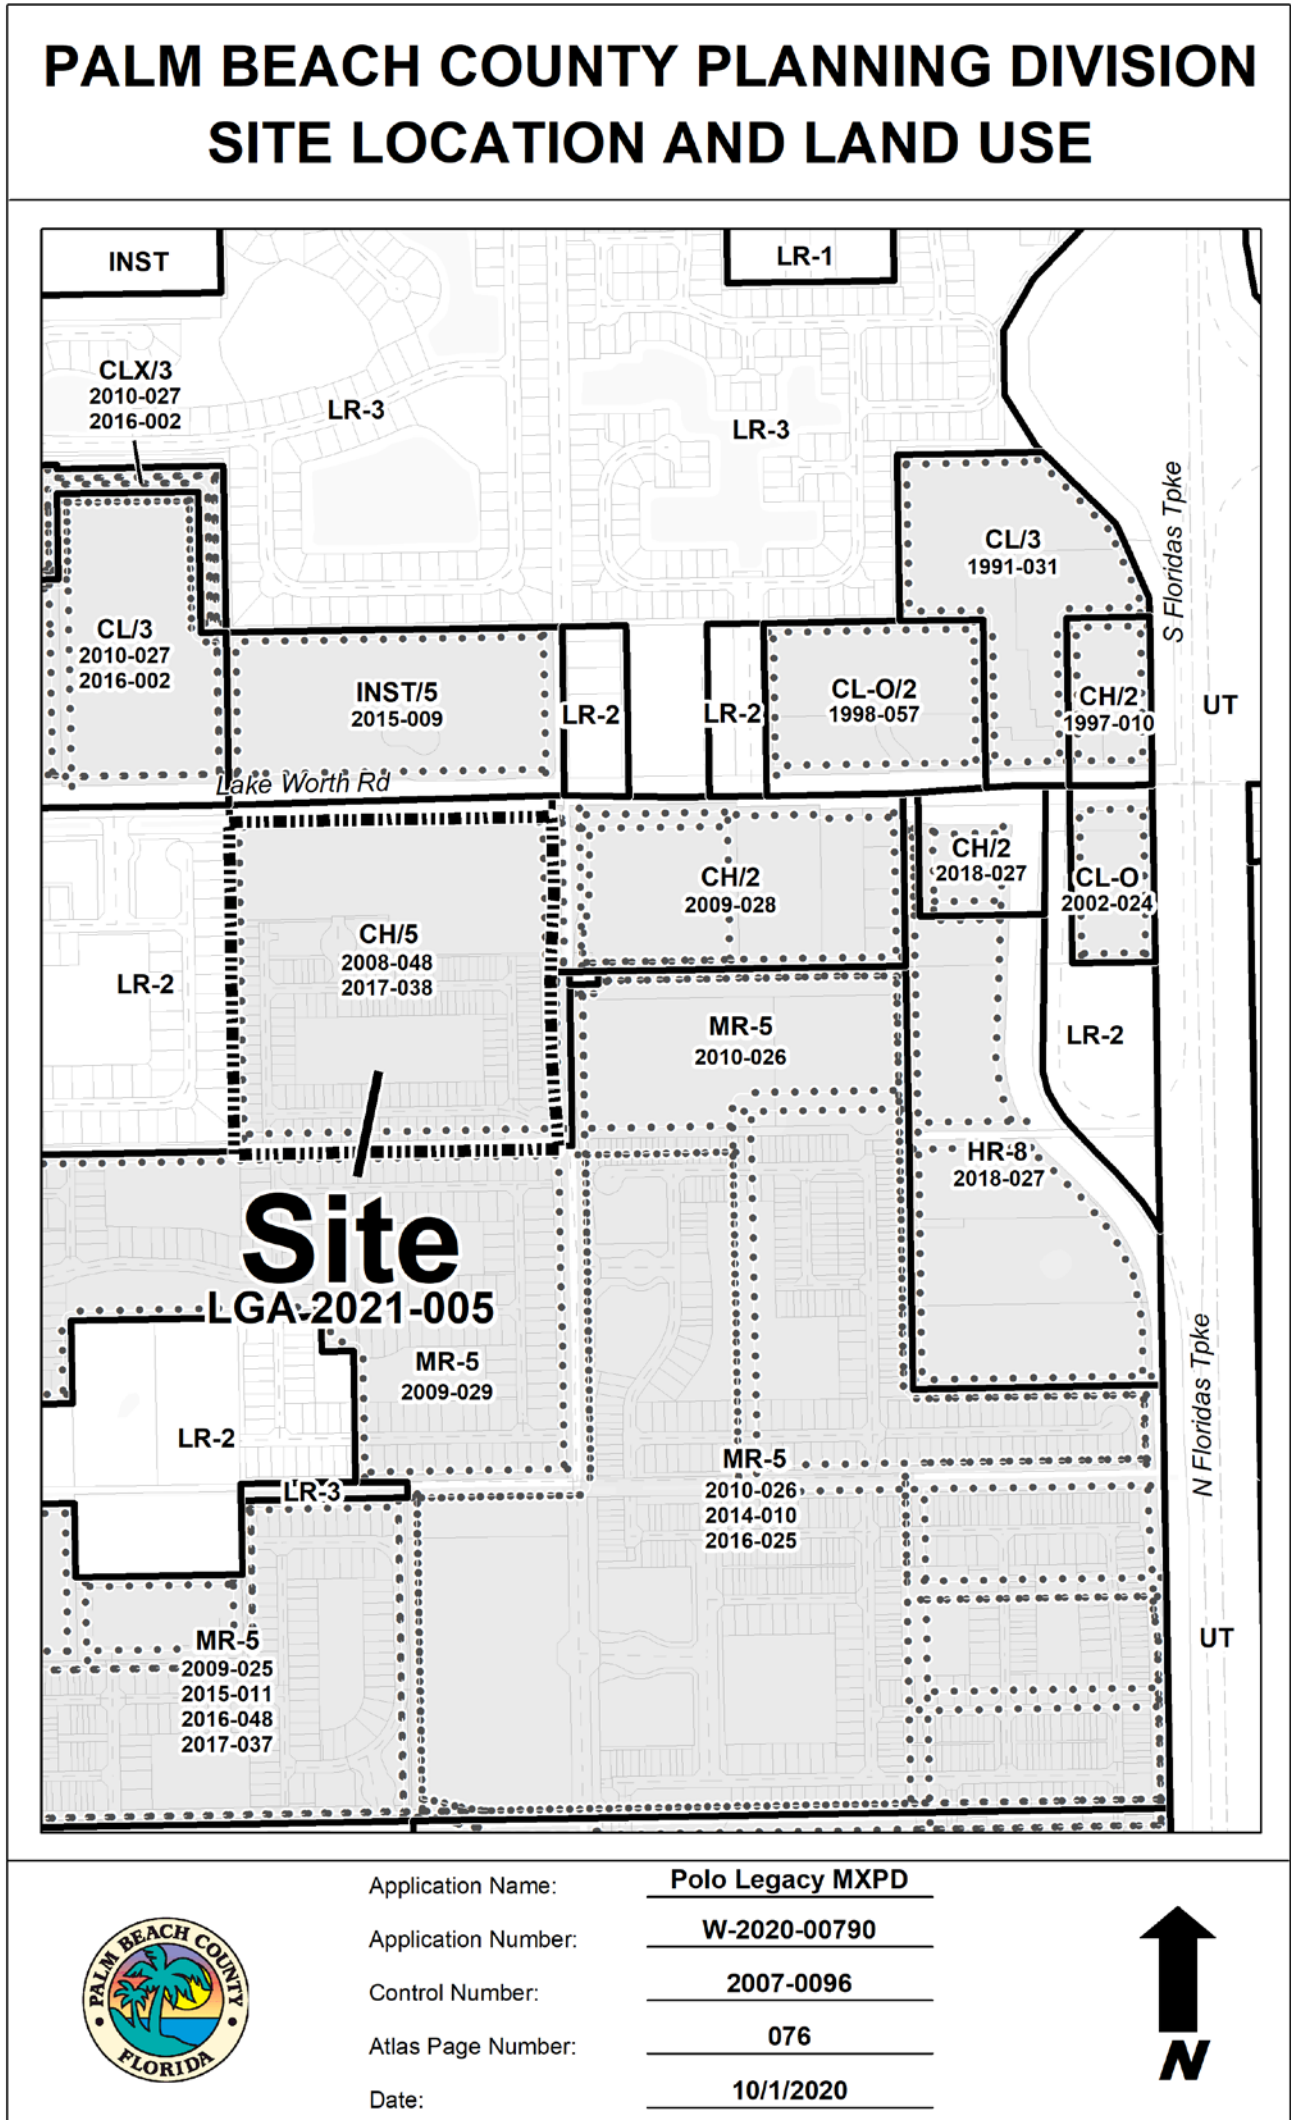 PALM BEACH COUNTY PLANNING DIVISION
SITE LOCATION AND LAND USE
INST
LR-1
CLX/3
2010-027
2016-002
LR-3
LR-3
S Floridas Tpke
CL/3
1991-031
CL/3
2010-027
2016-002
INST/5
2015-009
LR-2
LR-2
CL-O/2
1998-057
CH/2
1997-010
UT
Lake Worth Rd
CH/2
2009-028
CH/2
2018-027
CL-O
2002-024
CH/5
2008-048
2017-038
LR-2
MR-5
2010-026
LR-2
HR-8
2018-027
Site
LGA 2021-005
MR-5
2009-029
N Floridas Tpke
LR-2
LR-3
MR-5
2010-026
2014-010
2016-025
MR-5
2009-025
2015-011
2016-048
2017-037
UT
PALM BEACH COUNTY
FLORIDA
Application Name: Polo Legacy MXPD
Application Number: W-2020-00790
Control Number: 2007-0096
Atlas Page Number: 076
Date: 10/1/2020
N